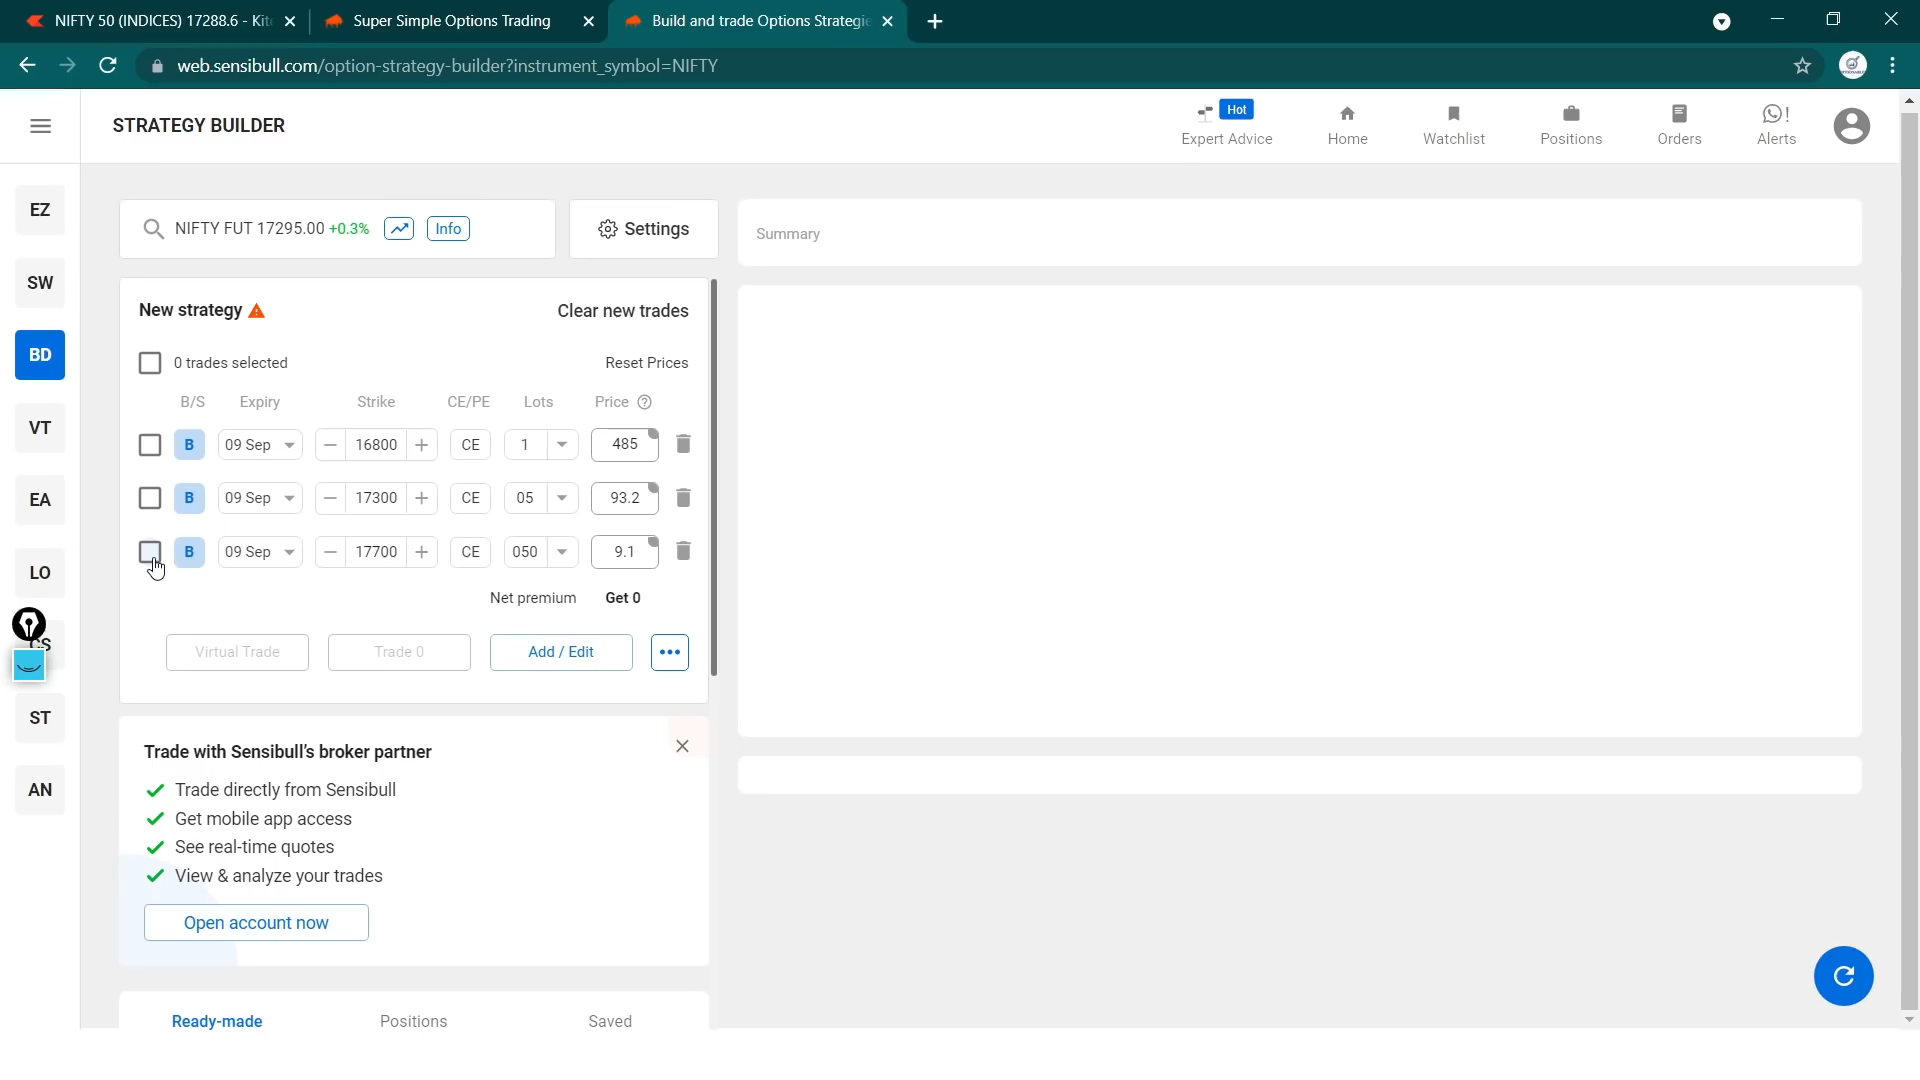 NIFTY 50 (INDICES) 17288.6 - Kite
Super Simple Options Trading
Build and trade Options Strategie
web.sensibull.com/option-strategy-builder?instrument_symbol=NIFTY
STRATEGY BUILDER
Hot
Expert Advice
Home
Watchlist
Positions
Orders
Alerts
EZ
SW
BD
VT
EA
LO
CS
ST
AN
NIFTY FUT 17295.00 +0.3%
Info
Settings
Summary
New strategy
Clear new trades
0 trades selected
Reset Prices
B/S Expiry Strike CE/PE Lots Price
B 09 Sep − 16800 + CE 1 485
B 09 Sep − 17300 + CE 05 93.2
B 09 Sep − 17700 + CE 050 9.1
Net premium Get 0
Virtual Trade
Trade 0
Add / Edit
Trade with Sensibull's broker partner
Trade directly from Sensibull
Get mobile app access
See real-time quotes
View & analyze your trades
Open account now
Ready-made
Positions
Saved